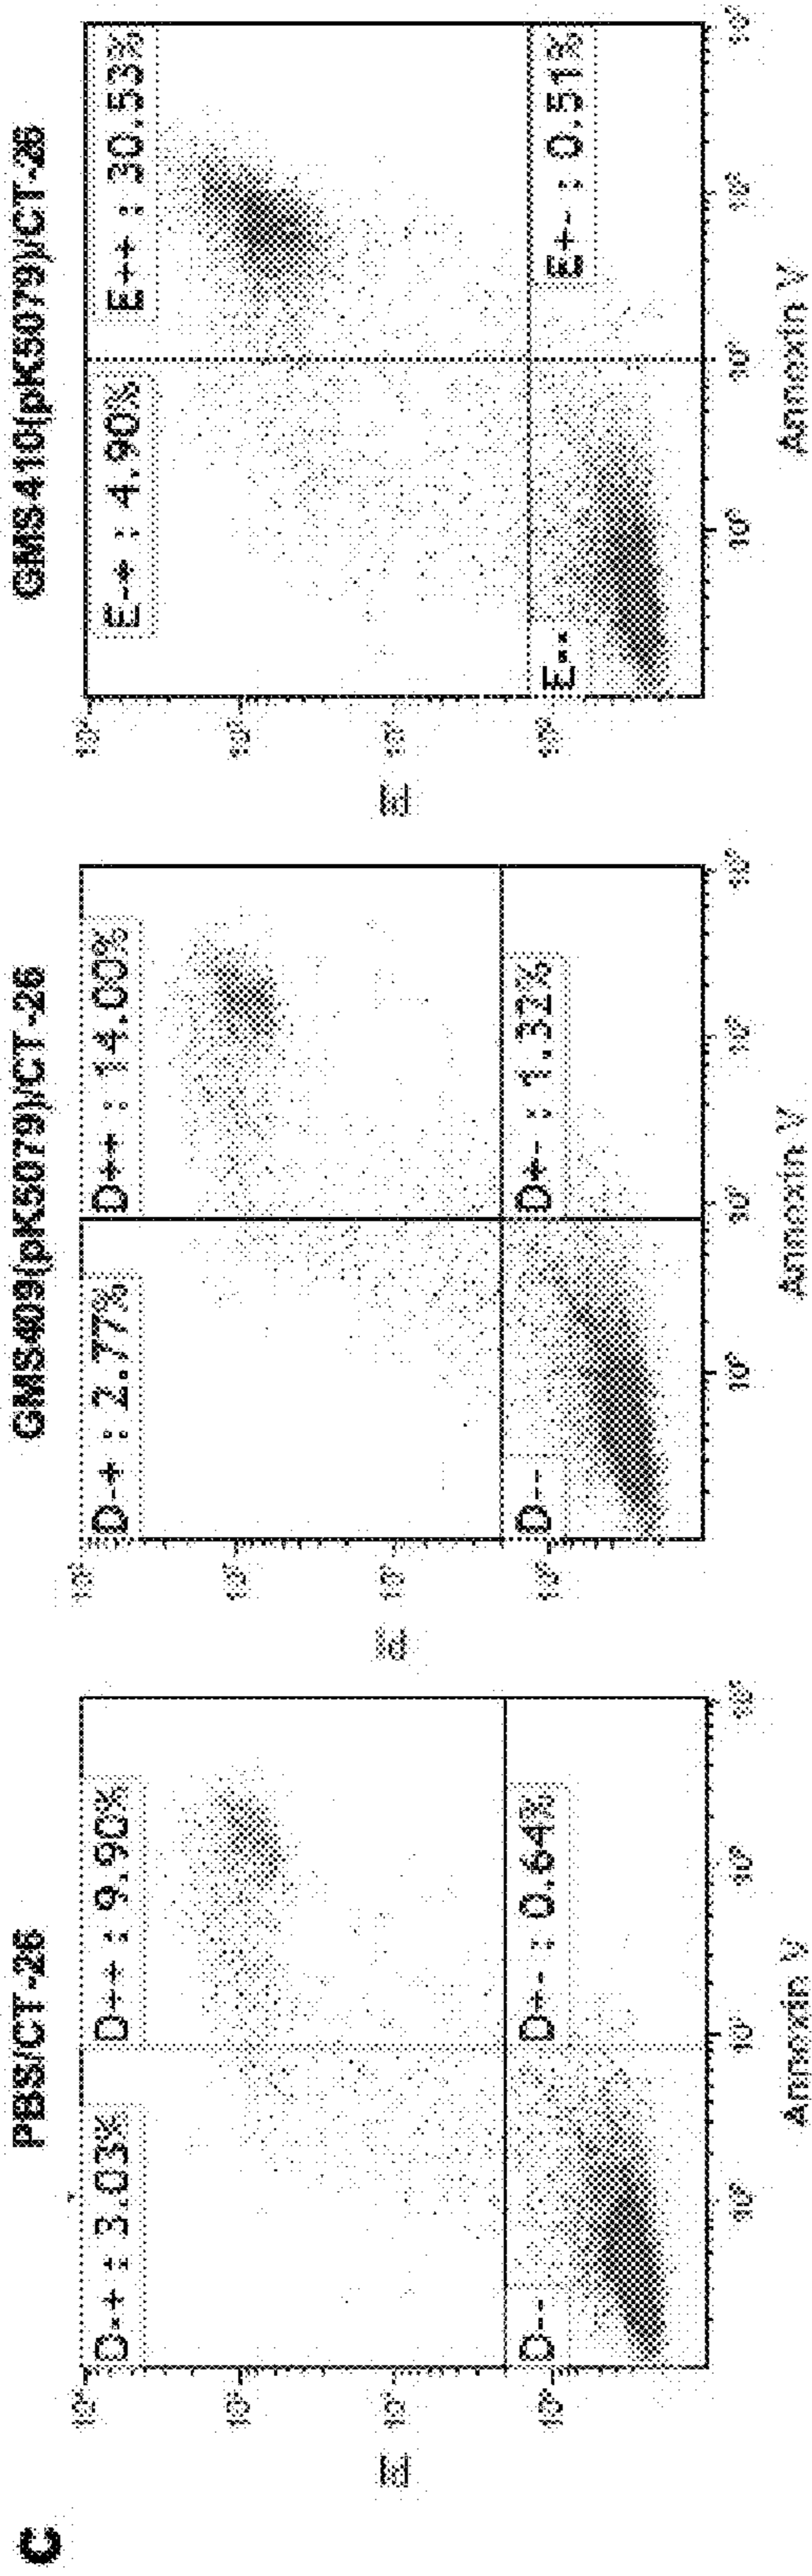 C
PBS/CT-26
D-+ : 3.03%
D++ : 9.90%
D--
D+- : 0.64%
PI
Annexin V
GMS409(pK5079)/CT-26
D-+ : 2.77%
D++ : 14.00%
D--
D+- : 1.32%
PI
Annexin V
GMS410(pK5079)/CT-26
E-+ : 4.90%
E++ : 30.53%
E--
E+- : 0.51%
PI
Annexin V